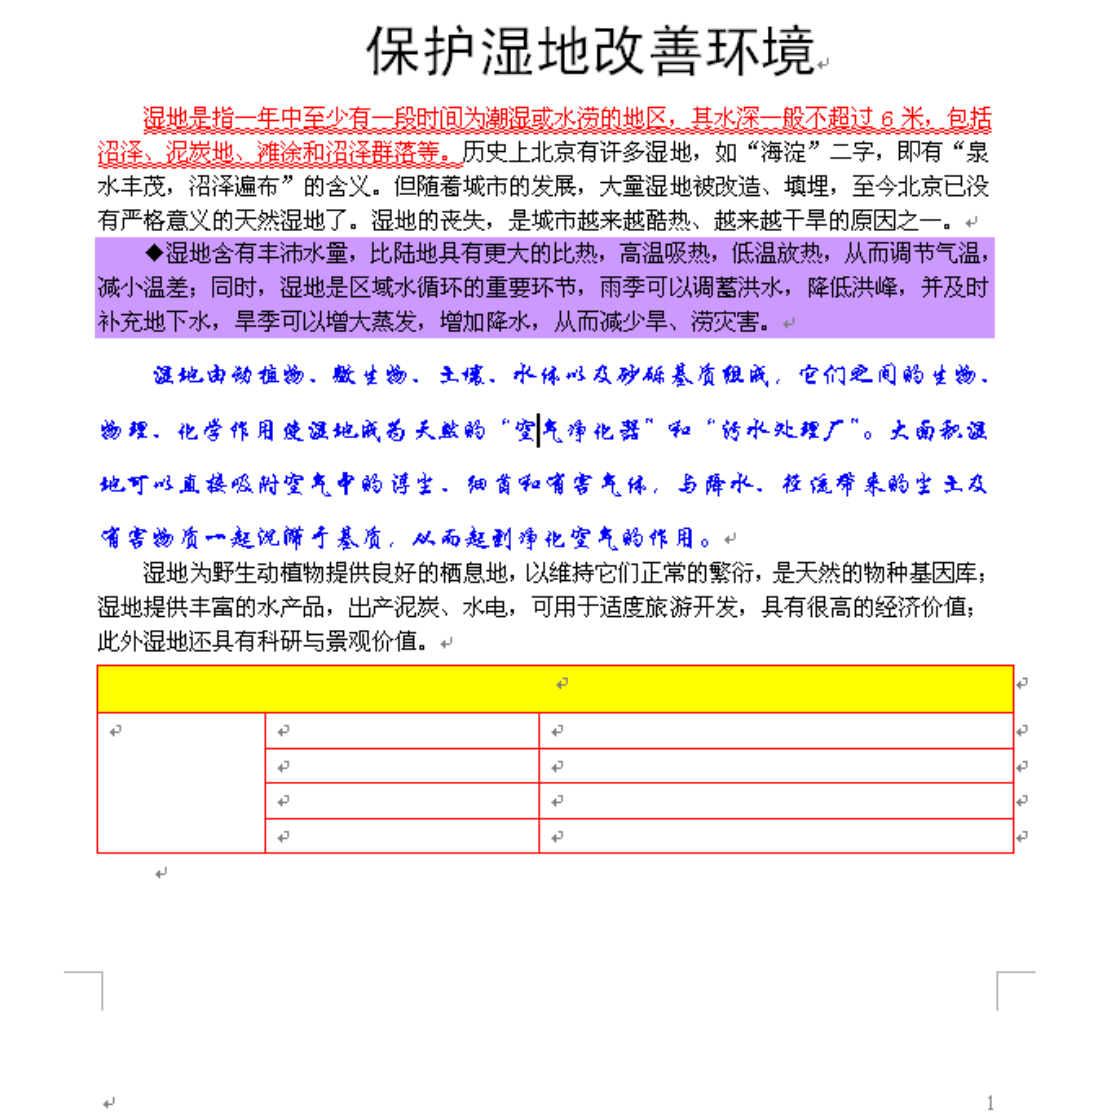 保护湿地改善环境
湿地是指一年中至少有一段时间为潮湿或水涝的地区，其水深一般不超过 6 米，包括
沼泽、泥炭地、滩涂和沼泽群落等。历史上北京有许多湿地，如“海淀”二字，即有“泉
水丰茂，沼泽遍布”的含义。但随着城市的发展，大量湿地被改造、填埋，至今北京已没
有严格意义的天然湿地了。湿地的丧失，是城市越来越酷热、越来越干旱的原因之一。
◆湿地含有丰沛水量，比陆地具有更大的比热，高温吸热，低温放热，从而调节气温，
减小温差；同时，湿地是区域水循环的重要环节，雨季可以调蓄洪水，降低洪峰，并及时
补充地下水，旱季可以增大蒸发，增加降水，从而减少旱、涝灾害。
湿地由动植物、微生物、土壤、水体以及砂砾基质组成，它们之间的生物、
物理、化学作用使湿地成为天然的“空气净化器”和“污水处理厂”。大面积湿
地可以直接吸附空气中的浮尘、细菌和有害气体，与降水、径流带来的尘土及
有害物质一起沉降于基质，从而起到净化空气的作用。
湿地为野生动植物提供良好的栖息地，以维持它们正常的繁衍，是天然的物种基因库；
湿地提供丰富的水产品，出产泥炭、水电，可用于适度旅游开发，具有很高的经济价值；
此外湿地还具有科研与景观价值。
1